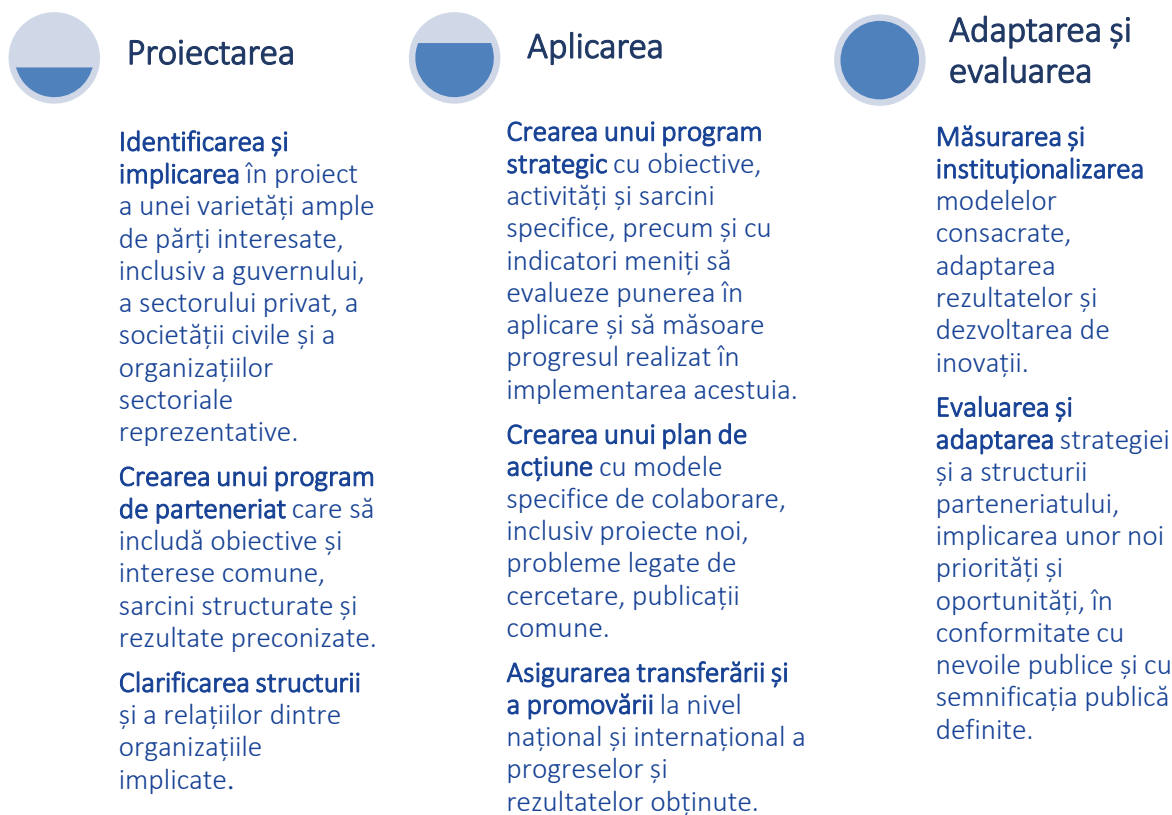 Proiectarea
Identificarea și
implicarea în proiect
a unei varietăți ample
de părți interesate,
inclusiv a guvernului,
a sectorului privat, a
societății civile și a
organizațiilor
sectoriale
reprezentative.
Crearea unui program
de parteneriat care să
includă obiective și
interese comune,
sarcini structurate și
rezultate preconizate.
Clarificarea structurii
și a relațiilor dintre
organizațiile
implicate.
Aplicarea
Crearea unui program
strategic cu obiective,
activități și sarcini
specifice, precum și cu
indicatori meniți să
evalueze punerea în
aplicare și să măsoare
progresul realizat în
implementarea acestuia.
Crearea unui plan de
acțiune cu modele
specifice de colaborare,
inclusiv proiecte noi,
probleme legate de
cercetare, publicații
comune.
Asigurarea transferării și
a promovării la nivel
național și internațional a
progreselor și
rezultatelor obținute.
Adaptarea și
evaluarea
Măsurarea și
instituționalizarea
modelelor
consacrate,
adaptarea
rezultatelor și
dezvoltarea de
inovații.
Evaluarea și
adaptarea strategiei
și a structurii
parteneriatului,
implicarea unor noi
priorități și
oportunități, în
conformitate cu
nevoile publice și cu
semnificația publică
definite.